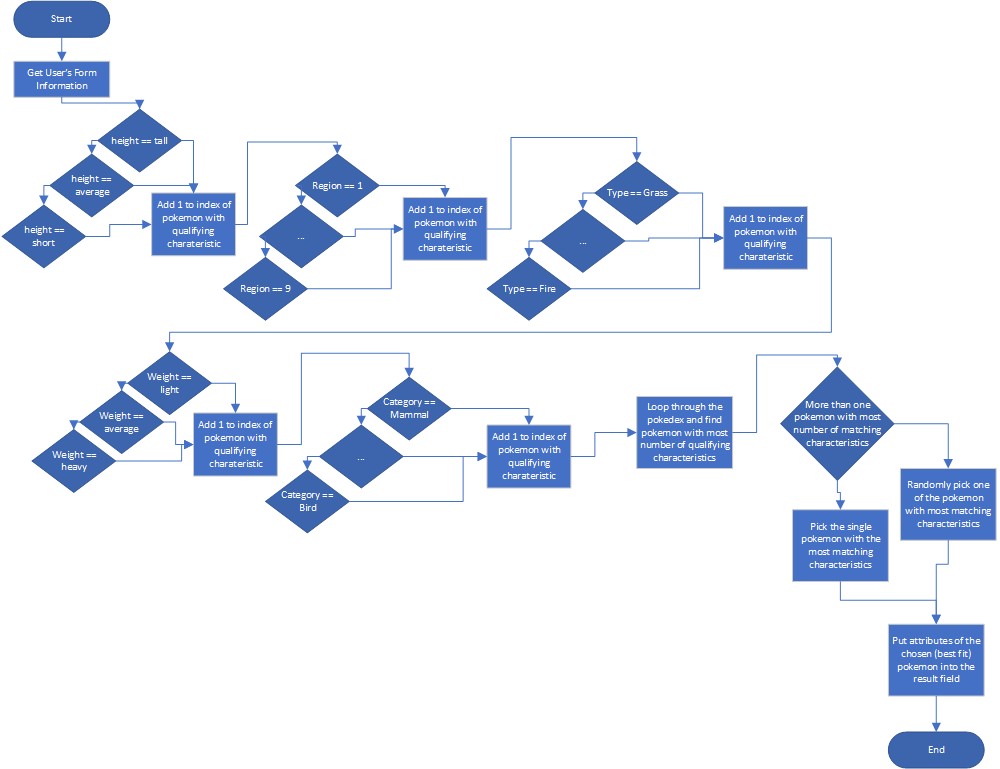 Start
Get User's Form
Information
height == tall
height ==
average
height ==
short
Add 1 to index of
pokemon with
qualifying
charateristic
Region == 1
...
Region == 9
Add 1 to index of
pokemon with
qualifying
charateristic
Type == Grass
...
Type == Fire
Add 1 to index of
pokemon with
qualifying
charateristic
Weight ==
light
Weight ==
average
Weight ==
heavy
Add 1 to index of
pokemon with
qualifying
charateristic
Category ==
Mammal
...
Category ==
Bird
Add 1 to index of
pokemon with
qualifying
charateristic
Loop through the
pokedex and find
pokemon with most
number of qualifying
characteristics
More than one
pokemon with most
number of matching
characteristics
Randomly pick one
of the pokemon
with most matching
characteristics
Pick the single
pokemon with the
most matching
characteristics
Put attributes of the
chosen (best fit)
pokemon into the
result field
End